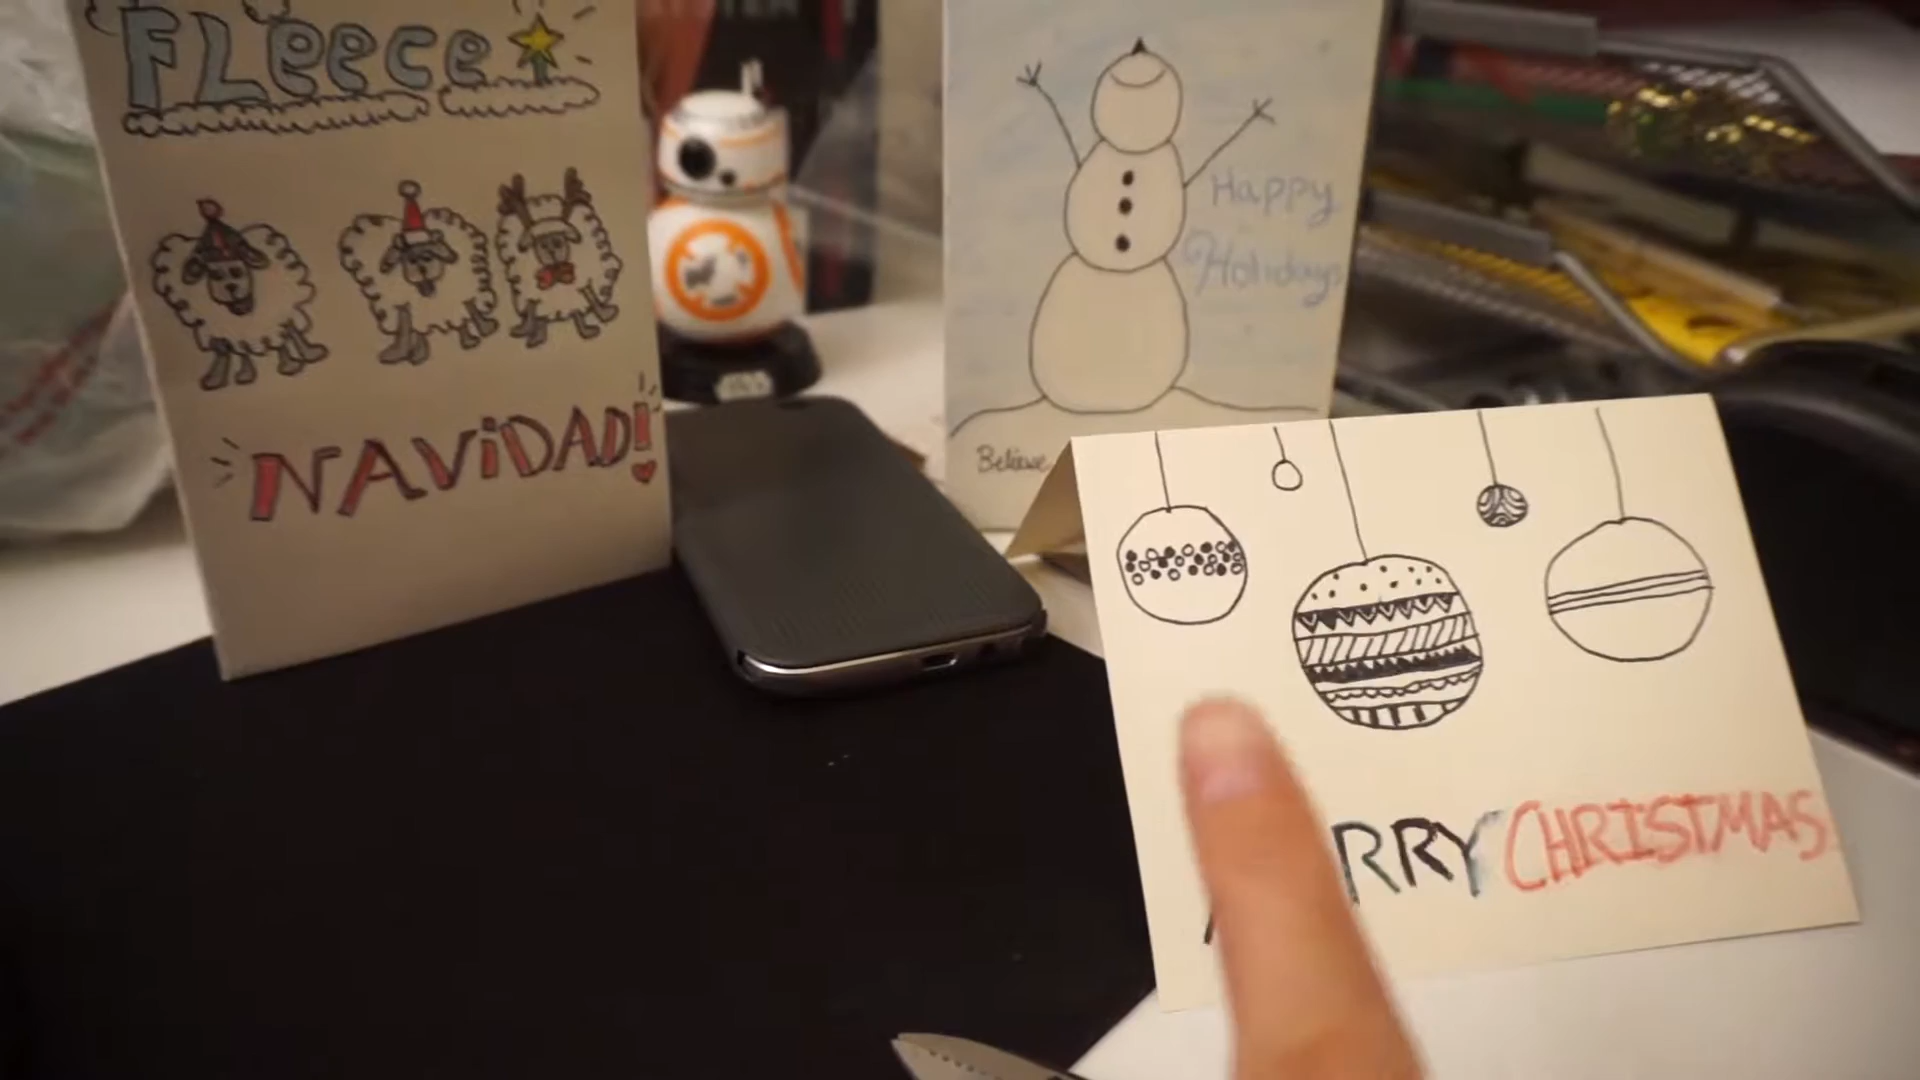 FLeece
NAViDAD!
Happy
Holidays
Believe
RRY CHRISTMAS